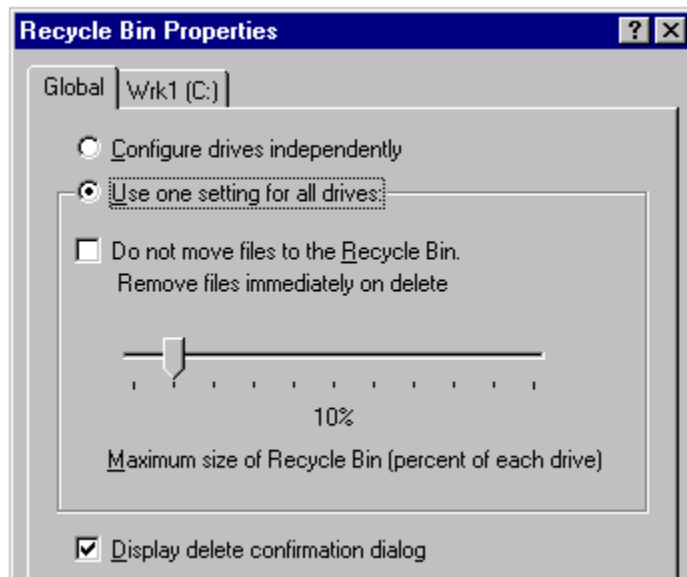 Recycle Bin Properties
Global
Wrk1 (C:)
Configure drives independently
Use one setting for all drives:
Do not move files to the Recycle Bin.
Remove files immediately on delete
10%
Maximum size of Recycle Bin (percent of each drive)
Display delete confirmation dialog